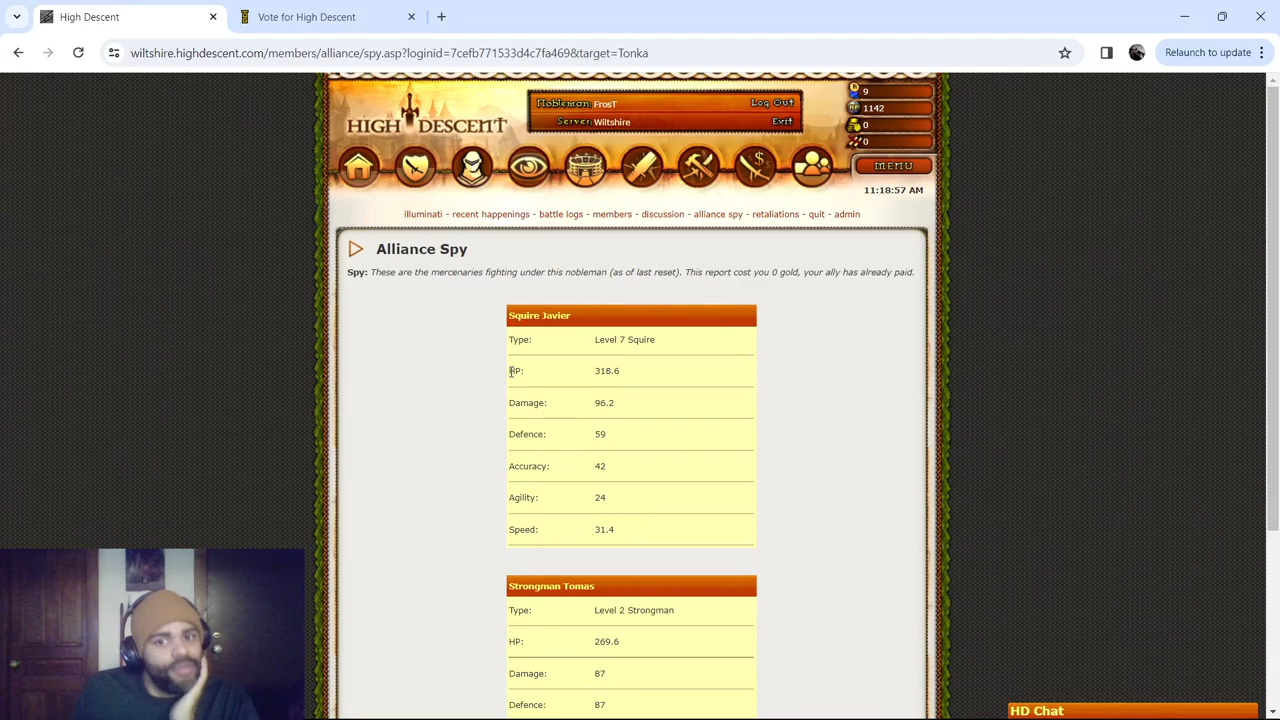 High Descent
Vote for High Descent
wiltshire.highdescent.com/members/alliance/spy.asp?login=7cefb771533d4c7fa469&target=Tonka
Relaunch to update
HIGH DESCENT
Nobleman: FrosT
Log Out
Server: Wiltshire
Exit
9
1142
0
0
MENU
11:18:57 AM
illuminati - recent happenings - battle logs - members - discussion - alliance spy - retaliations - quit - admin
Alliance Spy
Spy: These are the mercenaries fighting under this nobleman (as of last reset). This report cost you 0 gold, your ally has already paid.
Squire Javier
Type: Level 7 Squire
HP: 318.6
Damage: 96.2
Defence: 59
Accuracy: 42
Agility: 24
Speed: 31.4
Strongman Tomas
Type: Level 2 Strongman
HP: 269.6
Damage: 87
Defence: 87
HD Chat